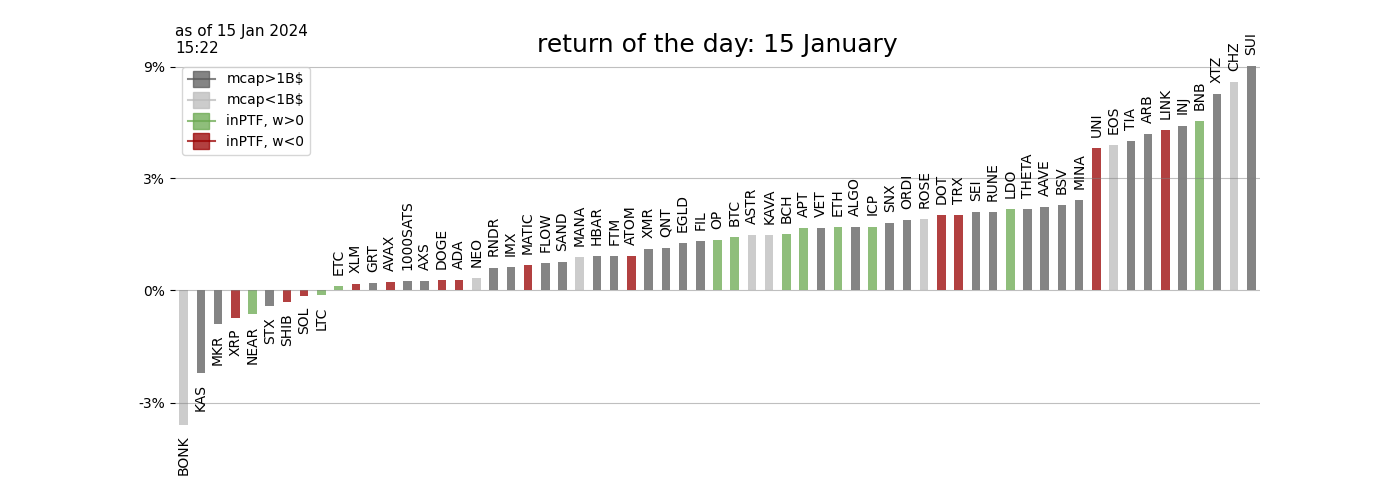 as of 15 Jan 2024
15:22
return of the day: 15 January
mcap>1B$
mcap<1B$
inPTF, w>0
inPTF, w<0
9%
3%
0%
-3%
BONK
KAS
MKR
XRP
NEAR
STX
SHIB
SOL
LTC
ETC
XLM
GRT
AVAX
1000SATS
AXS
DOGE
ADA
NEO
RNDR
IMX
MATIC
FLOW
SAND
MANA
HBAR
FTM
ATOM
XMR
QNT
EGLD
FIL
OP
BTC
ASTR
KAVA
BCH
APT
VET
ETH
ALGO
ICP
SNX
ORDI
ROSE
DOT
TRX
SEI
RUNE
LDO
THETA
AAVE
BSV
MINA
UNI
EOS
TIA
ARB
LINK
INJ
BNB
XTZ
CHZ
SUI